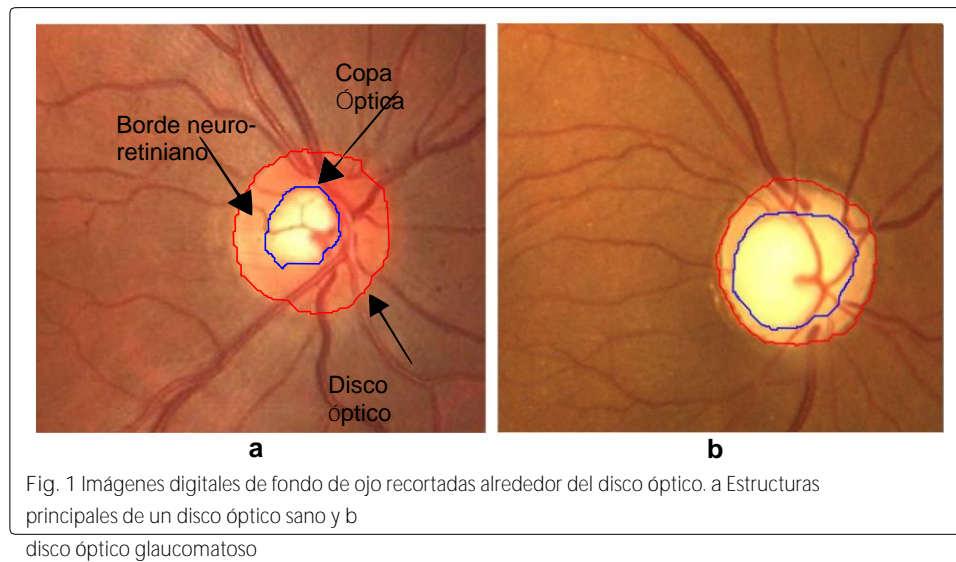 Copa
Óptica
Borde neuro-
retiniano
Disco
óptico
a
b
Fig. 1 Imágenes digitales de fondo de ojo recortadas alrededor del disco óptico. a Estructuras
principales de un disco óptico sano y b
disco óptico glaucomatoso